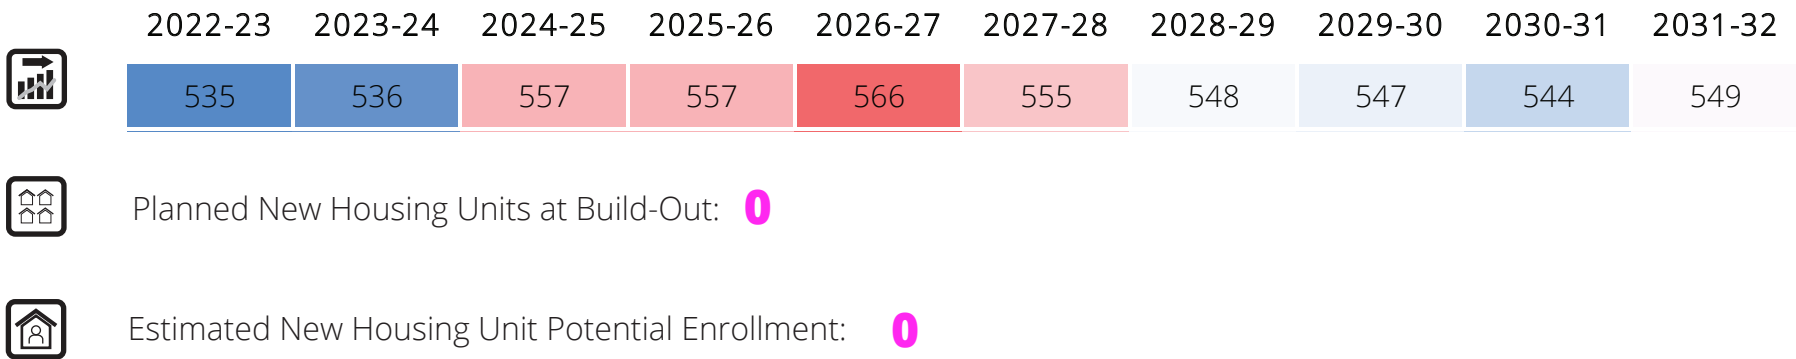 2022-23 2023-24 2024-25 2025-26 2026-27 2027-28 2028-29 2029-30 2030-31 2031-32
535 536 557 557 566 555 548 547 544 549
Planned New Housing Units at Build-Out: 0
Estimated New Housing Unit Potential Enrollment: 0